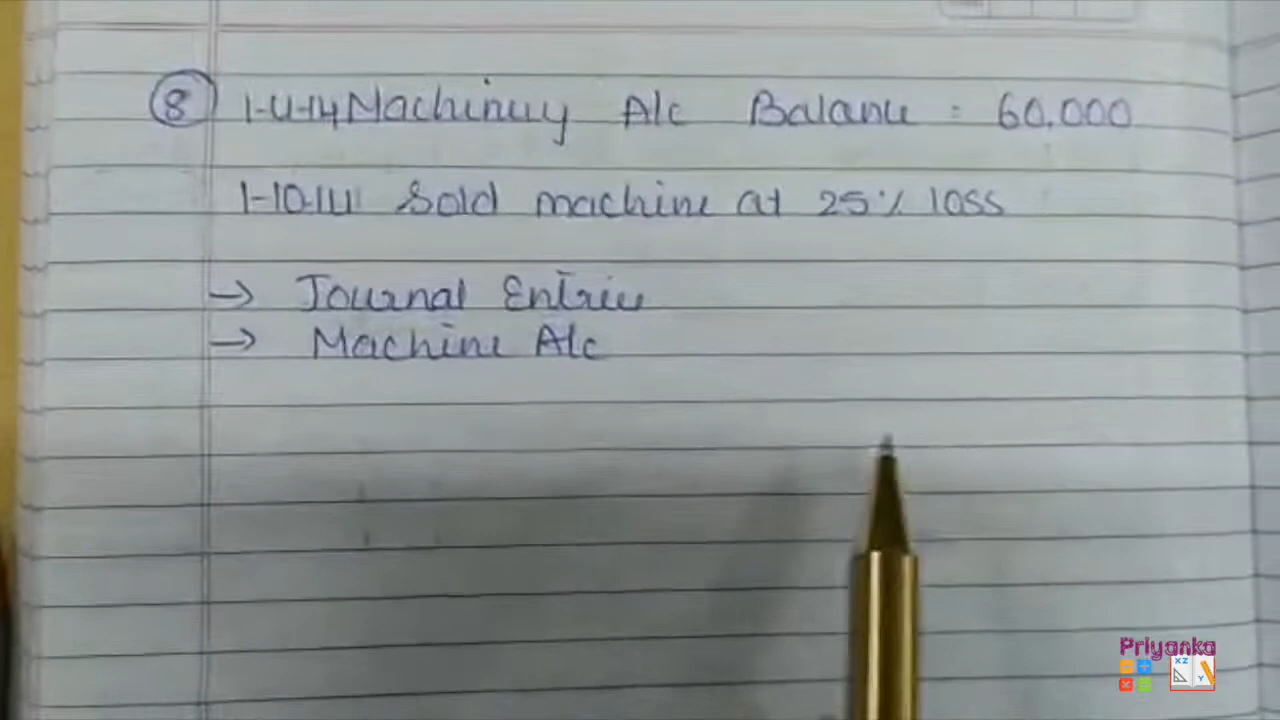 8 1-4-14 Machinery A/c Balance = 60,000
1-10-14 Sold machine at 25% loss
→ Journal Entries
→ Machine A/c
Priyanka